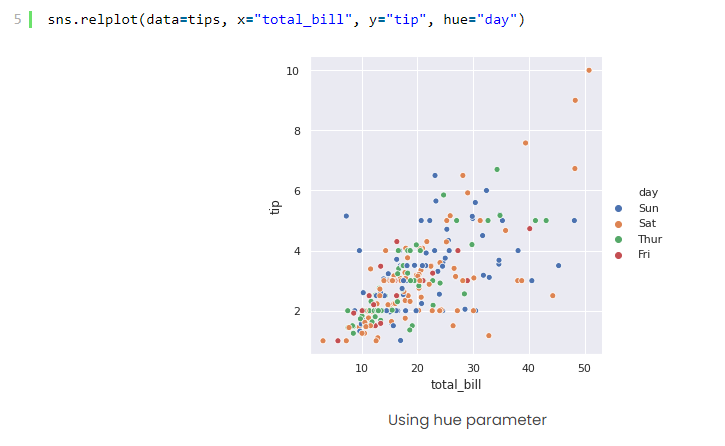 5 sns.relplot(data=tips, x="total_bill", y="tip", hue="day")
10
8
6
4
2
tip
10 20 30 40 50
total_bill
day
Sun
Sat
Thur
Fri
Using hue parameter